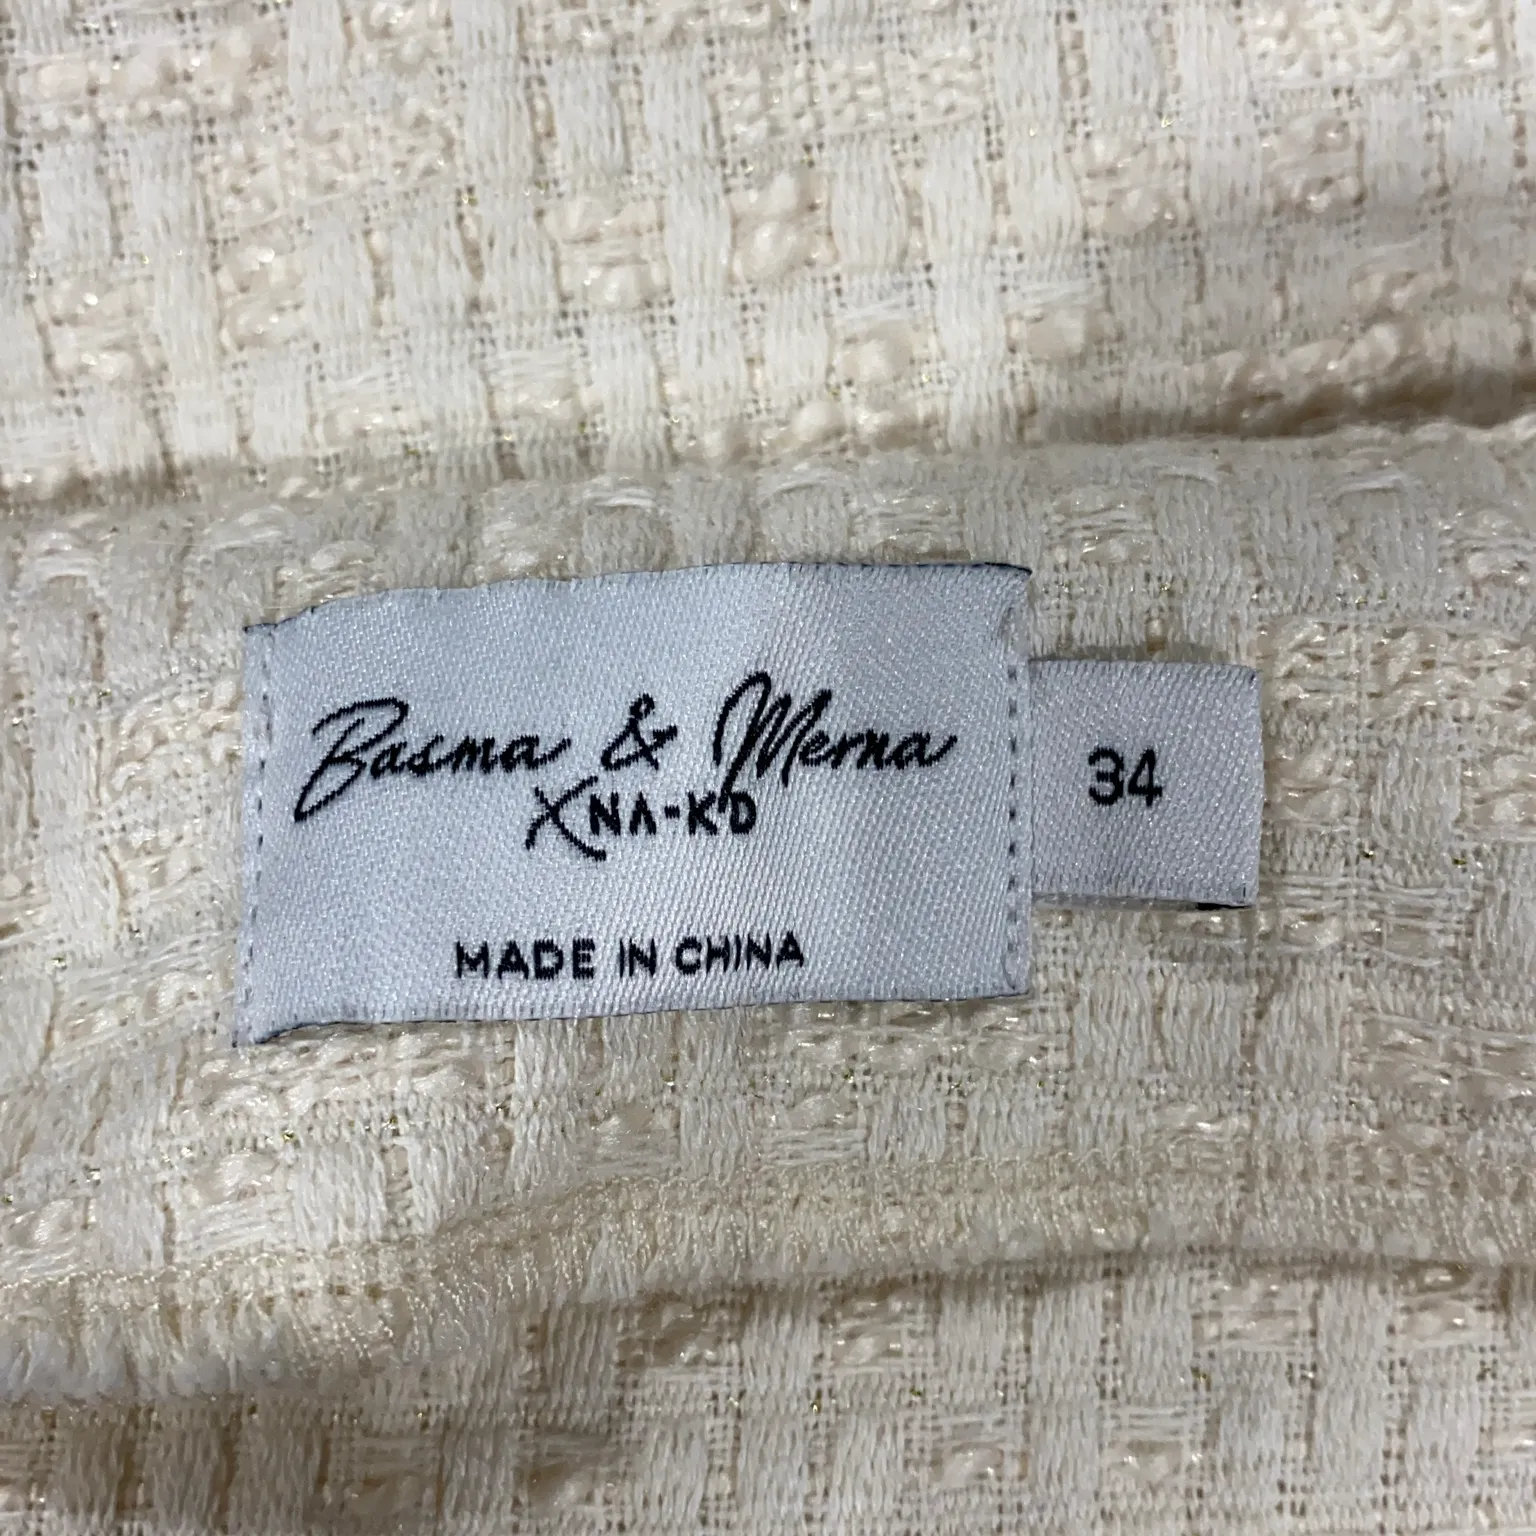 Basma & Merna
X NA-KD
MADE IN CHINA
34